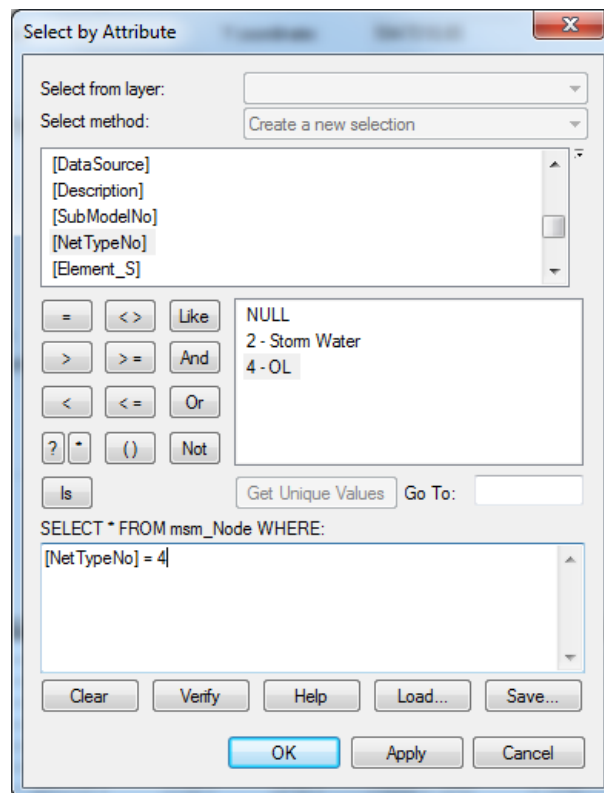 Select by Attribute
Select from layer:
Select method: Create a new selection
[DataSource]
[Description]
[SubModelNo]
[NetTypeNo]
[Element_S]
= < > Like
> > = And
< < = Or
? * ( ) Not
Is
NULL
2 - Storm Water
4 - OL
Get Unique Values Go To:
SELECT * FROM msm_Node WHERE:
[NetTypeNo] = 4
Clear Verify Help Load... Save...
OK Apply Cancel